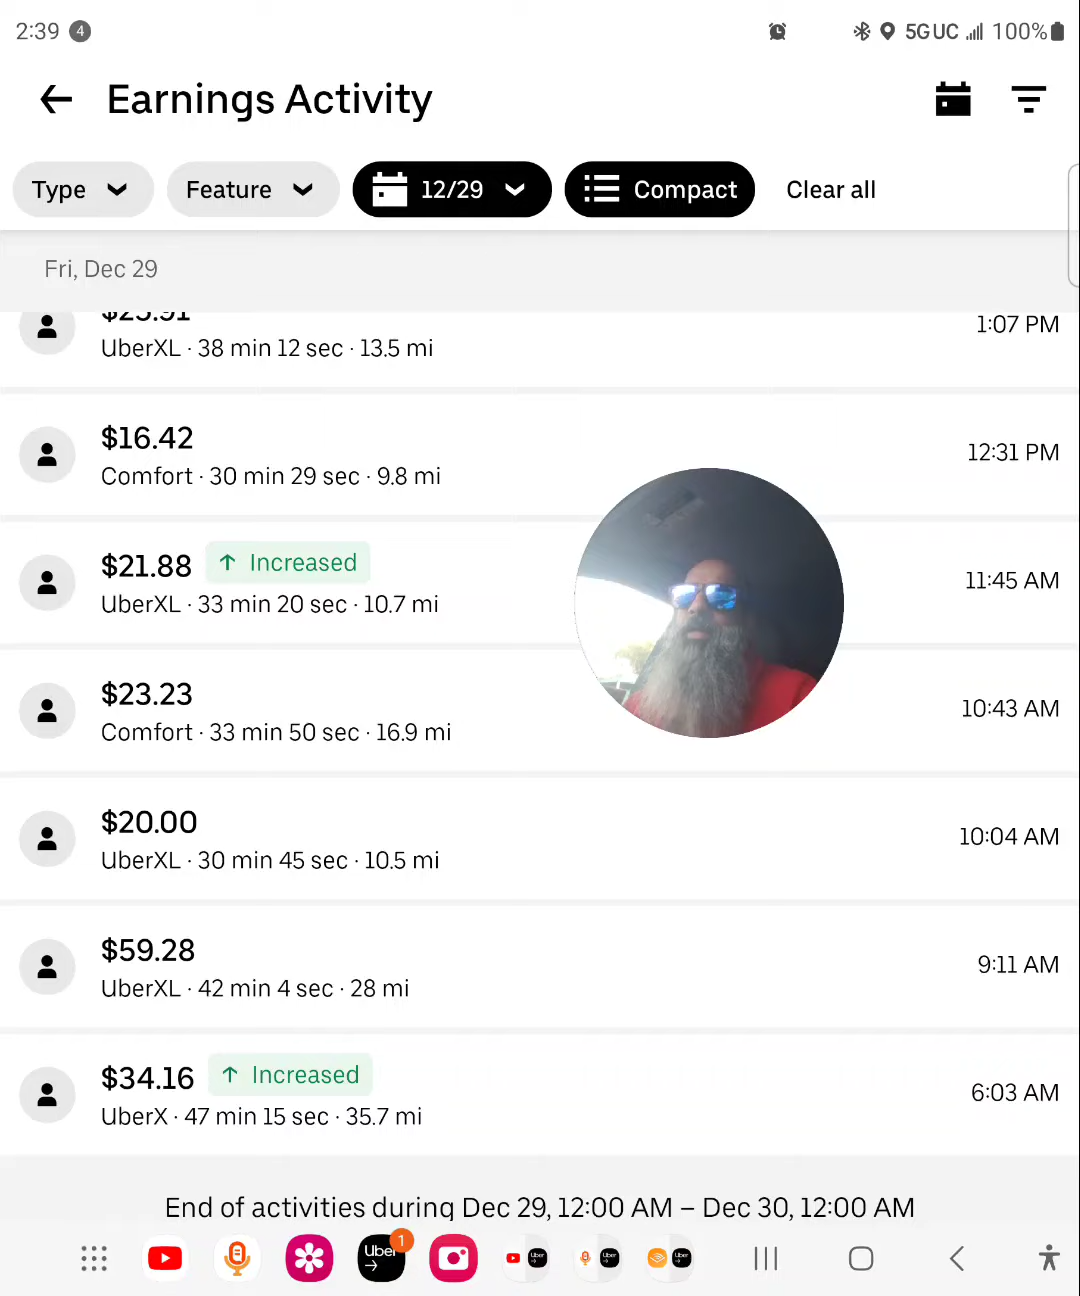 2:39 4 5G UC 100%
Earnings Activity
Type Feature 12/29 Compact Clear all
Fri, Dec 29
1:07 PM
UberXL · 38 min 12 sec · 13.5 mi
$16.42
12:31 PM
Comfort · 30 min 29 sec · 9.8 mi
$21.88 ↑ Increased
11:45 AM
UberXL · 33 min 20 sec · 10.7 mi
$23.23
10:43 AM
Comfort · 33 min 50 sec · 16.9 mi
$20.00
10:04 AM
UberXL · 30 min 45 sec · 10.5 mi
$59.28
9:11 AM
UberXL · 42 min 4 sec · 28 mi
$34.16 ↑ Increased
6:03 AM
UberX · 47 min 15 sec · 35.7 mi
End of activities during Dec 29, 12:00 AM – Dec 30, 12:00 AM
Uber 1